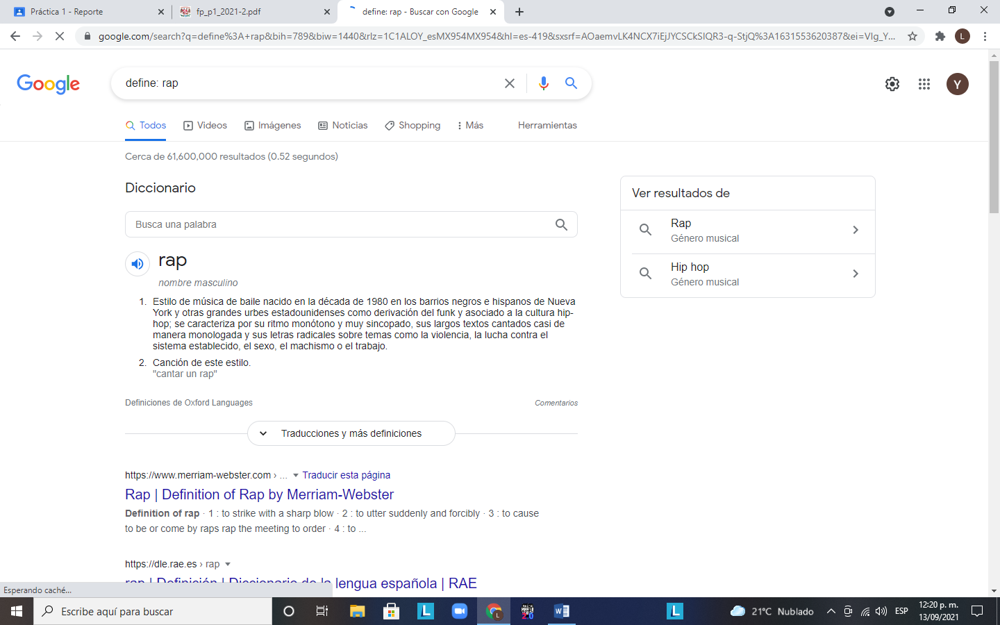 Práctica 1 - Reporte
fp_p1_2021-2.pdf
define: rap - Buscar con Google
google.com/search?q=define%3A+rap&bih=789&biw=1440&rlz=1C1ALOY_esMX954MX954&hl=es-419&sxsrf=AOaemvLK4NCX7iEjJYCSCkSIQR3-q-StjQ%3A1631553620387&ei=VIg_Y...
L
Google
define: rap
Y
Todos
Videos
Imágenes
Noticias
Shopping
Más
Herramientas
Cerca de 61,600,000 resultados (0.52 segundos)
Diccionario
Busca una palabra
rap
nombre masculino
1. Estilo de música de baile nacido en la década de 1980 en los barrios negros e hispanos de Nueva
York y otras grandes urbes estadounidenses como derivación del funk y asociado a la cultura hip-
hop; se caracteriza por su ritmo monótono y muy sincopado, sus largos textos cantados casi de
manera monologada y sus letras radicales sobre temas como la violencia, la lucha contra el
sistema establecido, el sexo, el machismo o el trabajo.
2. Canción de este estilo.
"cantar un rap"
Definiciones de Oxford Languages
Comentarios
Traducciones y más definiciones
Ver resultados de
Rap
Género musical
Hip hop
Género musical
https://www.merriam-webster.com › ... Traducir esta página
Rap | Definition of Rap by Merriam-Webster
Definition of rap · 1 : to strike with a sharp blow · 2 : to utter suddenly and forcibly · 3 : to cause
to be or come by raps rap the meeting to order · 4 : to ...
https://dle.rae.es › rap
rap | Definición | Diccionario de la lengua española | RAE
Esperando caché...
Escribe aquí para buscar
L
L
2.0
W
L
21°C Nublado
ESP
12:20 p. m.
13/09/2021